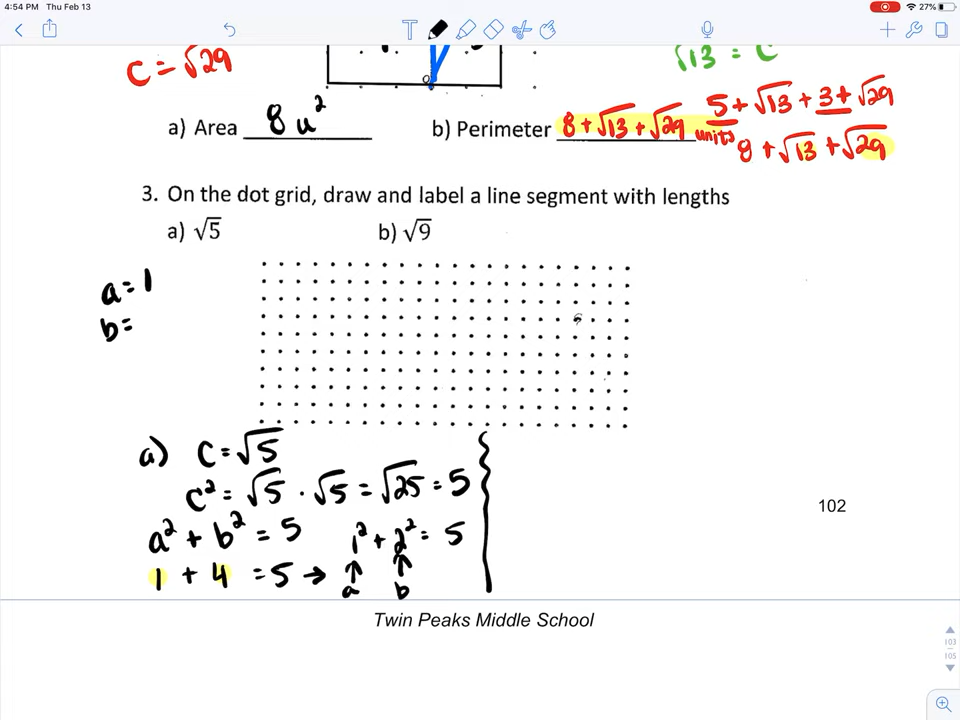 4:54 PM Thu Feb 13
27%
T
c = √29
√13 = c
5 + √13 + 3 + √29
a) Area 8 u²
b) Perimeter 8 + √13 + √29 units
8 + √13 + √29
3. On the dot grid, draw and label a line segment with lengths
a) √5 b) √9
a = 1
b =
a) c = √5
c² = √5 · √5 = √25 = 5
a² + b² = 5 1² + 2² = 5
1 + 4 = 5 → ↑ ↑
a b
102
Twin Peaks Middle School
103
105